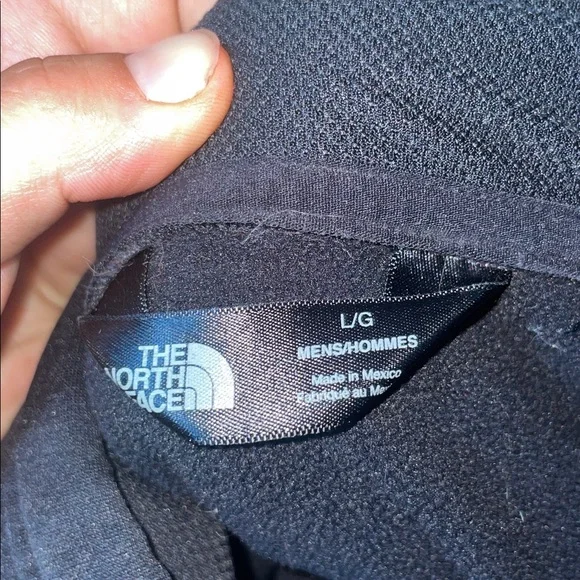 THE
NORTH
FACE
L/G
MENS/HOMMES
Made in Mexico
Fabriqué au